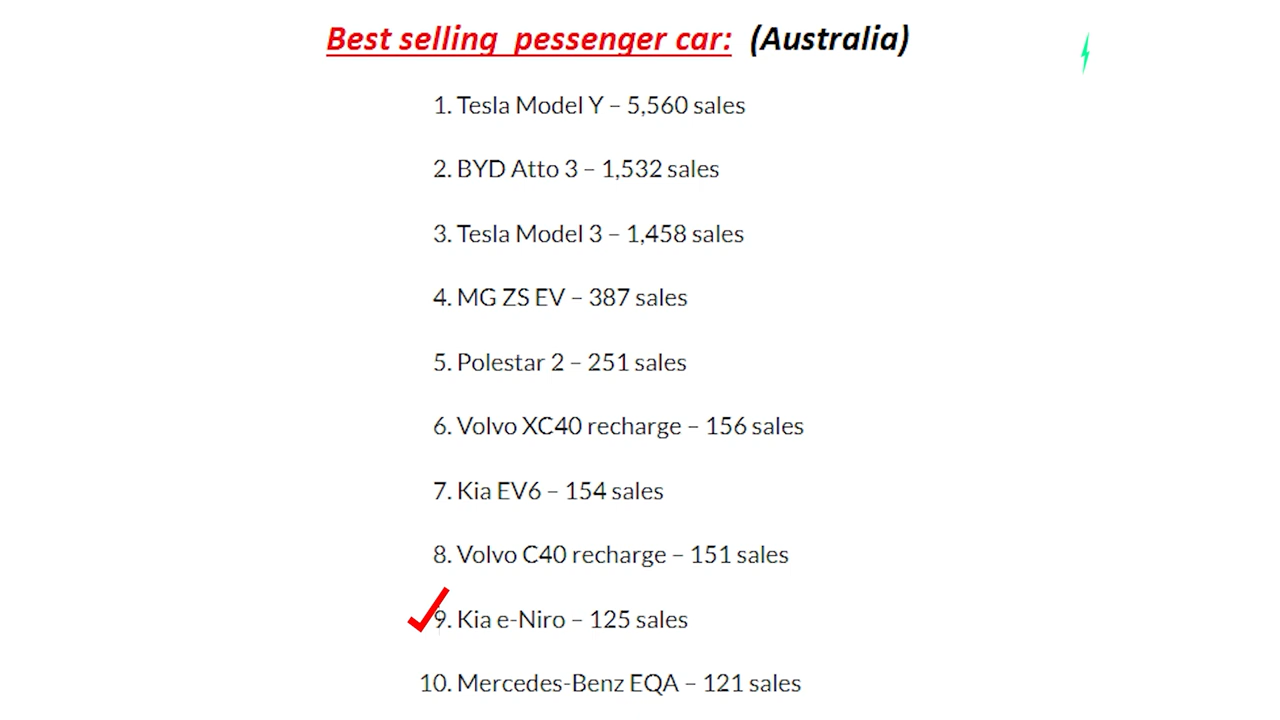 Best selling pessenger car: (Australia)
1. Tesla Model Y – 5,560 sales
2. BYD Atto 3 – 1,532 sales
3. Tesla Model 3 – 1,458 sales
4. MG ZS EV – 387 sales
5. Polestar 2 – 251 sales
6. Volvo XC40 recharge – 156 sales
7. Kia EV6 – 154 sales
8. Volvo C40 recharge – 151 sales
9. Kia e-Niro – 125 sales
10. Mercedes-Benz EQA – 121 sales